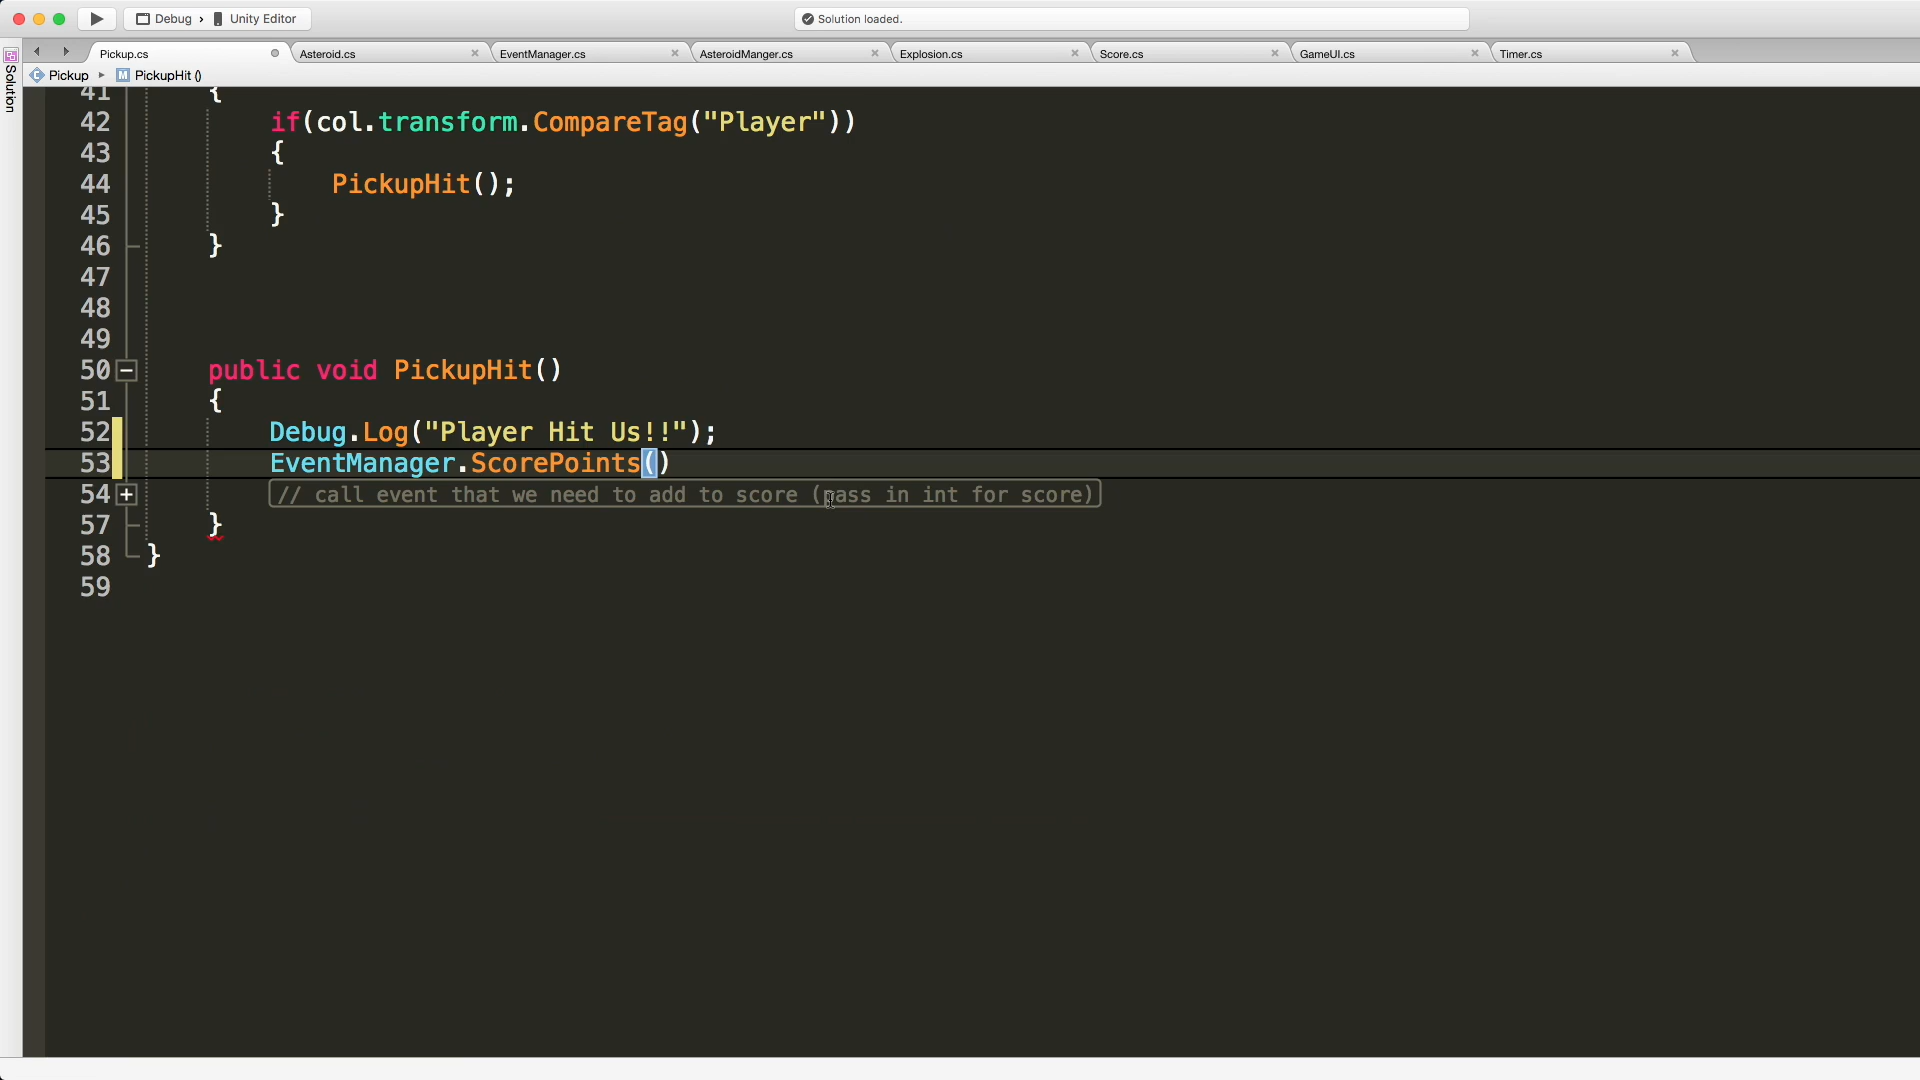 Debug › Unity Editor
Solution loaded.
Pickup.cs
Asteroid.cs
EventManager.cs
AsteroidManger.cs
Explosion.cs
Score.cs
GameUI.cs
Timer.cs
Solution
Pickup ▸ PickupHit ()
41 {
42 if(col.transform.CompareTag("Player"))
43 {
44 PickupHit();
45 }
46 }
47
48
49
50 public void PickupHit()
51 {
52 Debug.Log("Player Hit Us!!");
53 EventManager.ScorePoints()
54 // call event that we need to add to score (pass in int for score)
57 }
58 }
59